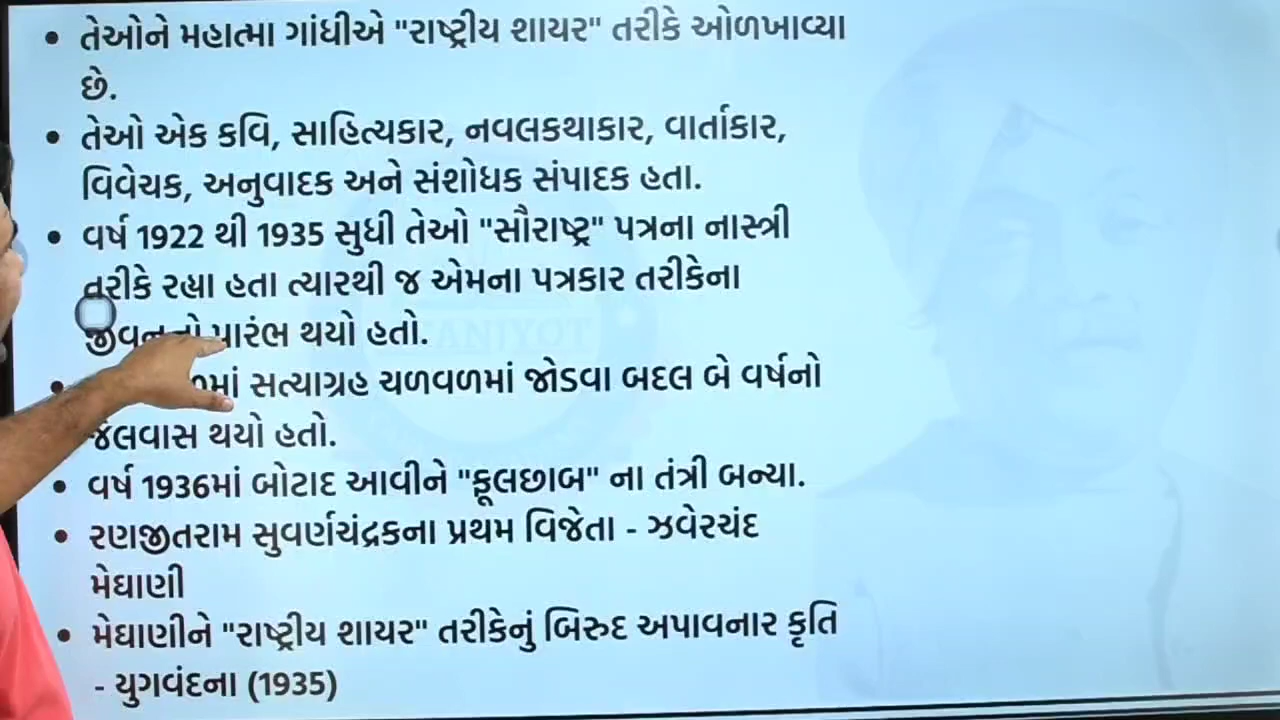 • તેઓને મહાત્મા ગાંધીએ "રાષ્ટ્રીય શાયર" તરીકે ઓળખાવ્યા
છે.
• તેઓ એક કવિ, સાહિત્યકાર, નવલકથાકાર, વાર્તાકાર,
વિવેચક, અનુવાદક અને સંશોધક સંપાદક હતા.
• વર્ષ 1922 થી 1935 સુધી તેઓ "સૌરાષ્ટ્ર" પત્રના નાસ્ત્રી
તરીકે રહ્યા હતા ત્યારથી જ એમના પત્રકાર તરીકેના
થયો હતો.
• સત્યાગ્રહ ચળવળમાં જોડવા બદલ બે વર્ષનો
જેલવાસ થયો હતો.
• વર્ષ 1936માં બોટાદ આવીને "ફૂલછાબ" ના તંત્રી બન્યા.
• રણજીતરામ સુવર્ણચંદ્રકના પ્રથમ વિજેતા - ઝવેરચંદ
મેઘાણી
• મેઘાણીને "રાષ્ટ્રીય શાયર" તરીકેનું બિરુદ અપાવનાર કૃતિ
- યુગવંદના (1935)